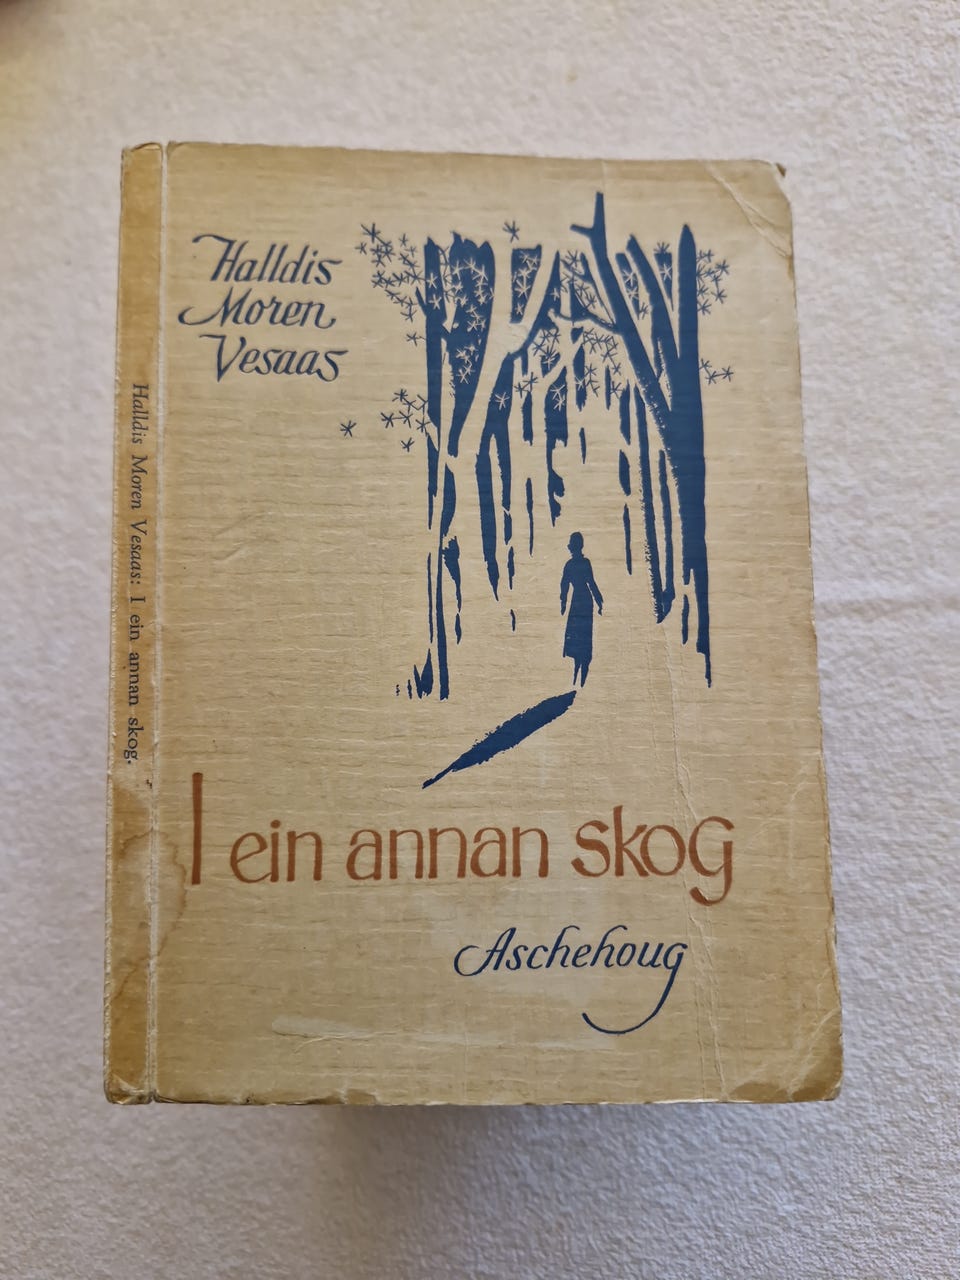 Halldis
Moren
Vesaas
I ein annan skog
Aschehoug
Halldis Moren Vesaas: I ein annan skog.